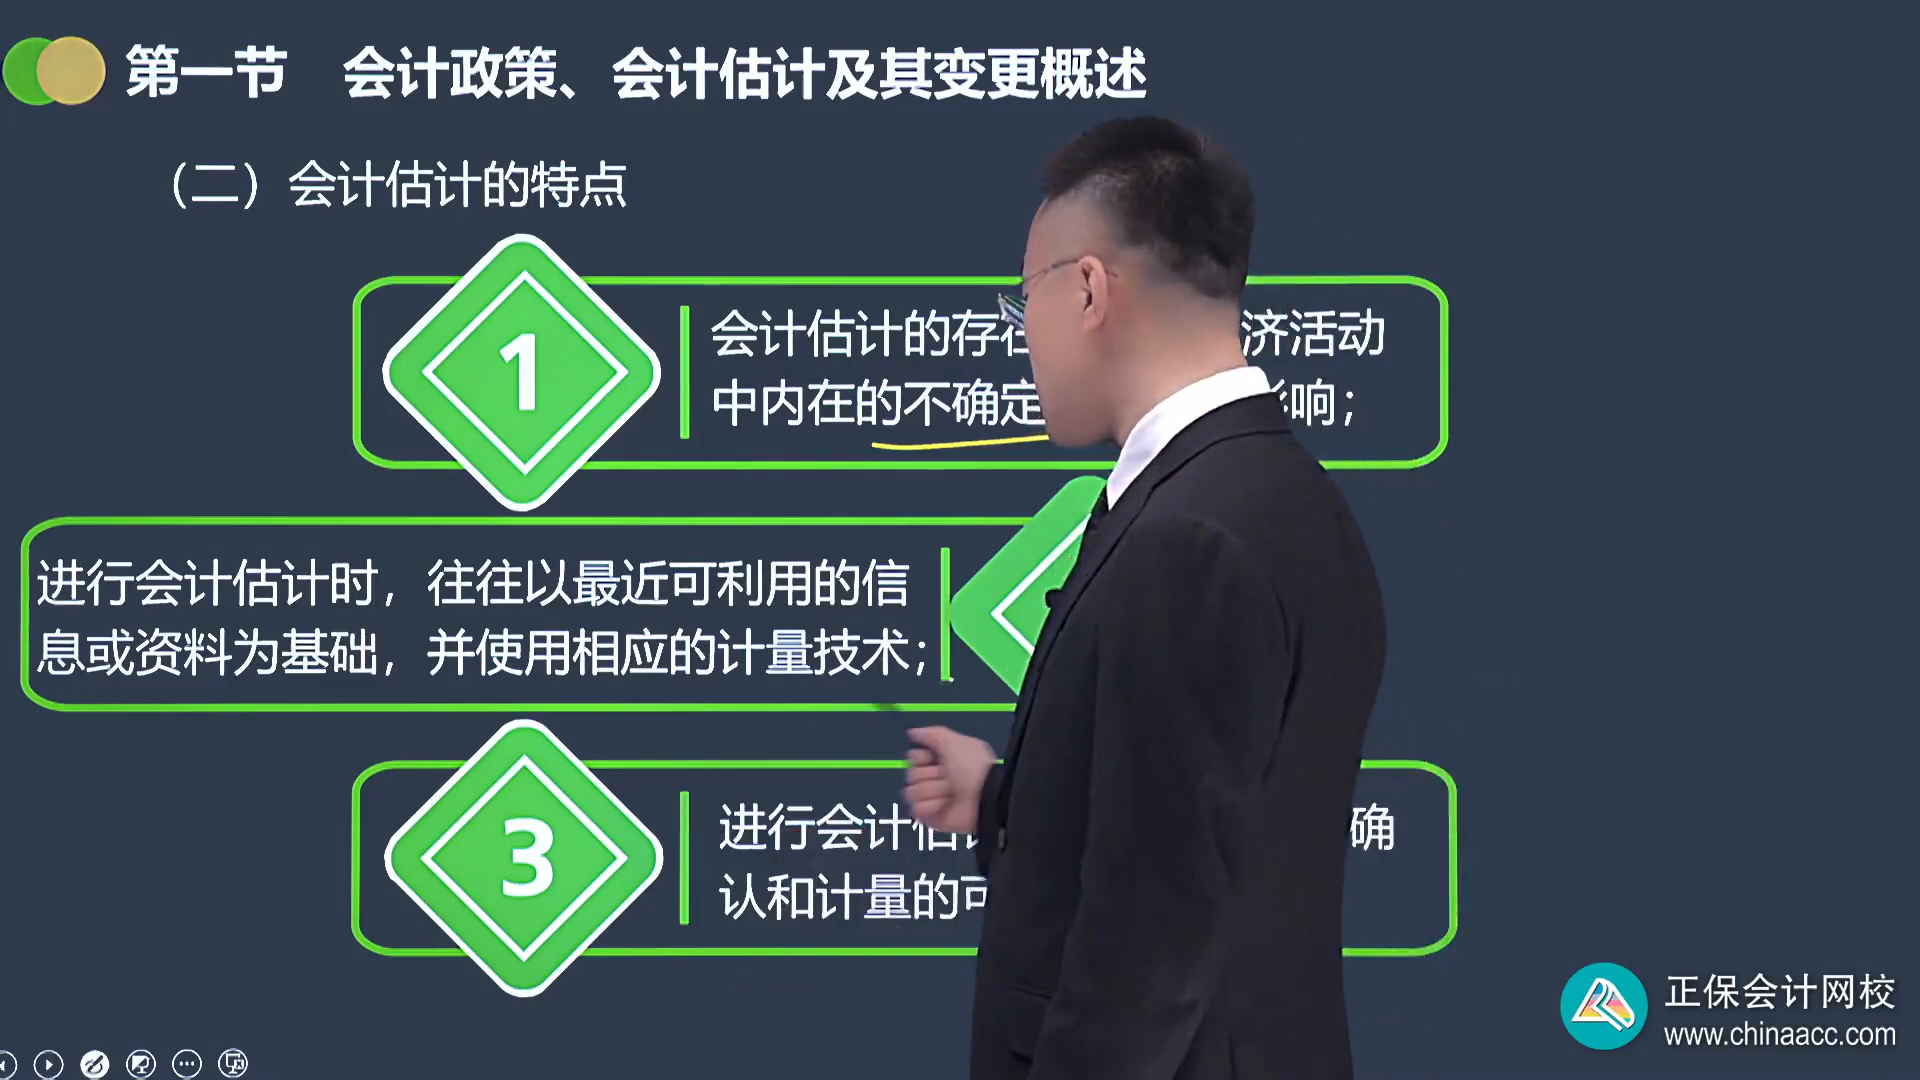 第一节 会计政策、会计估计及其变更概述
（二）会计估计的特点
1
会计估计的存 济活动
中内在的不确定 响；
进行会计估计时，往往以最近可利用的信
息或资料为基础，并使用相应的计量技术；
3
进行会计估 确
认和计量的可
正保会计网校
www.chinaacc.com